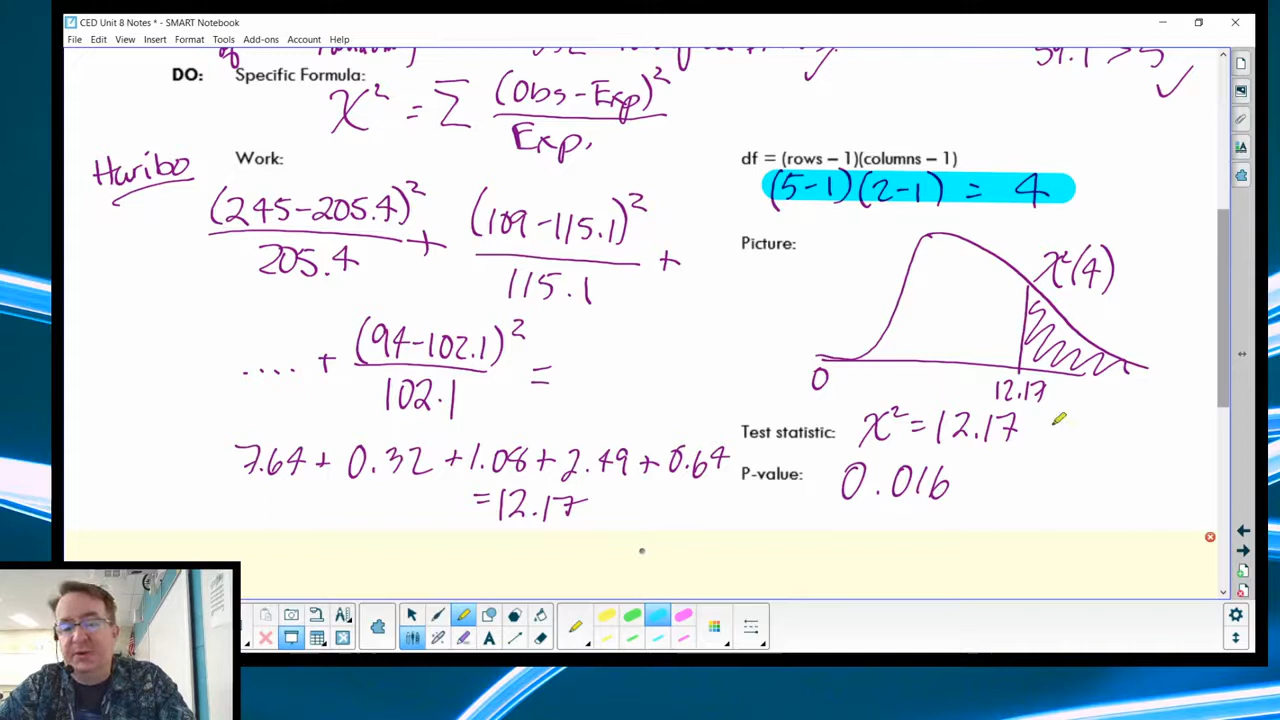 CED Unit 8 Notes * - SMART Notebook
File Edit View Insert Format Tools Add-ons Account Help
59.1 > 5 ✓
DO: Specific Formula:
χ² = Σ (Obs - Exp)² / Exp.
Haribo
Work:
(245-205.4)² / 205.4 + (109-115.1)² / 115.1 +
.... + (94-102.1)² / 102.1 =
7.64 + 0.32 + 1.08 + 2.49 + 0.64
= 12.17
df = (rows – 1)(columns – 1)
(5-1)(2-1) = 4
Picture:
χ²(4)
0
12.17
Test statistic: χ² = 12.17
P-value: 0.016